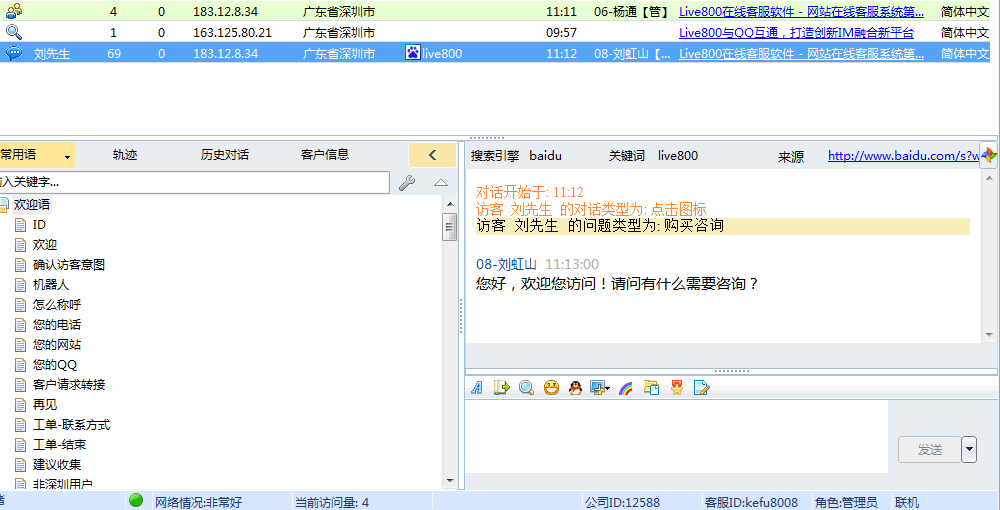 4 0 183.12.8.34 广东省深圳市 11:11 06-杨通【管】 Live800在线客服软件 - 网站在线客服系统第... 简体中文
1 0 163.125.80.21 09:57 Live800与QQ互通，打造创新IM融合新平台 简体中文
刘先生 69 0 183.12.8.34 广东省深圳市 live800 11:12 08-刘虹山【... Live800在线客服软件 - 网站在线客服系统第... 简体中文
常用语 轨迹 历史对话 客户信息
入关键字...
欢迎语
ID
欢迎
确认访客意图
机器人
怎么称呼
您的电话
您的网站
您的QQ
客户请求转接
再见
工单-联系方式
工单-结束
建议收集
非深圳用户
搜索引擎 baidu 关键词 live800 来源 http://www.baidu.com/s?w
对话开始于: 11:12
访客 刘先生 的对话类型为: 点击图标
访客 刘先生 的问题类型为: 购买咨询
08-刘虹山 11:13:00
您好，欢迎您访问！请问有什么需要咨询？
发送
网络情况:非常好 当前访问量: 4 公司ID:12588 客服ID:kefu8008 角色:管理员 联机